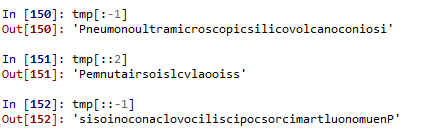 In [150]: tmp[:-1]
Out[150]: 'Pneumonoultramicroscopicsilicovolcanoconiosi'
In [151]: tmp[::2]
Out[151]: 'Pemnutairsoislcvlaooiss'
In [152]: tmp[::-1]
Out[152]: 'sisoinoconaclovociliscipocsorcimartluonomuenP'